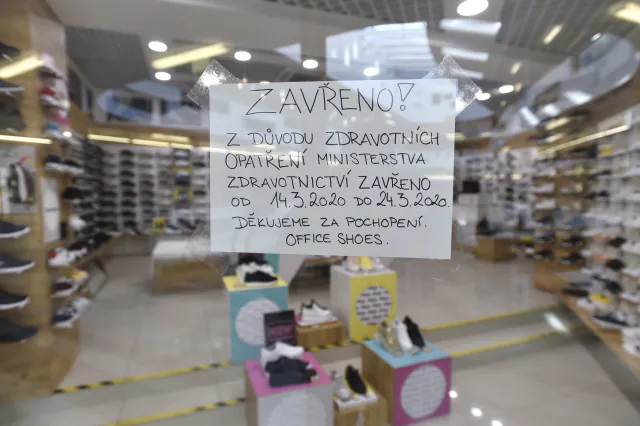 ZAVŘENO!
Z DŮVODU ZDRAVOTNÍCH
OPATŘENÍ MINISTERSTVA
ZDRAVOTNICTVÍ ZAVŘENO
OD 14.3.2020 DO 24.3.2020.
DĚKUJEME ZA POCHOPENÍ.
OFFICE SHOES.